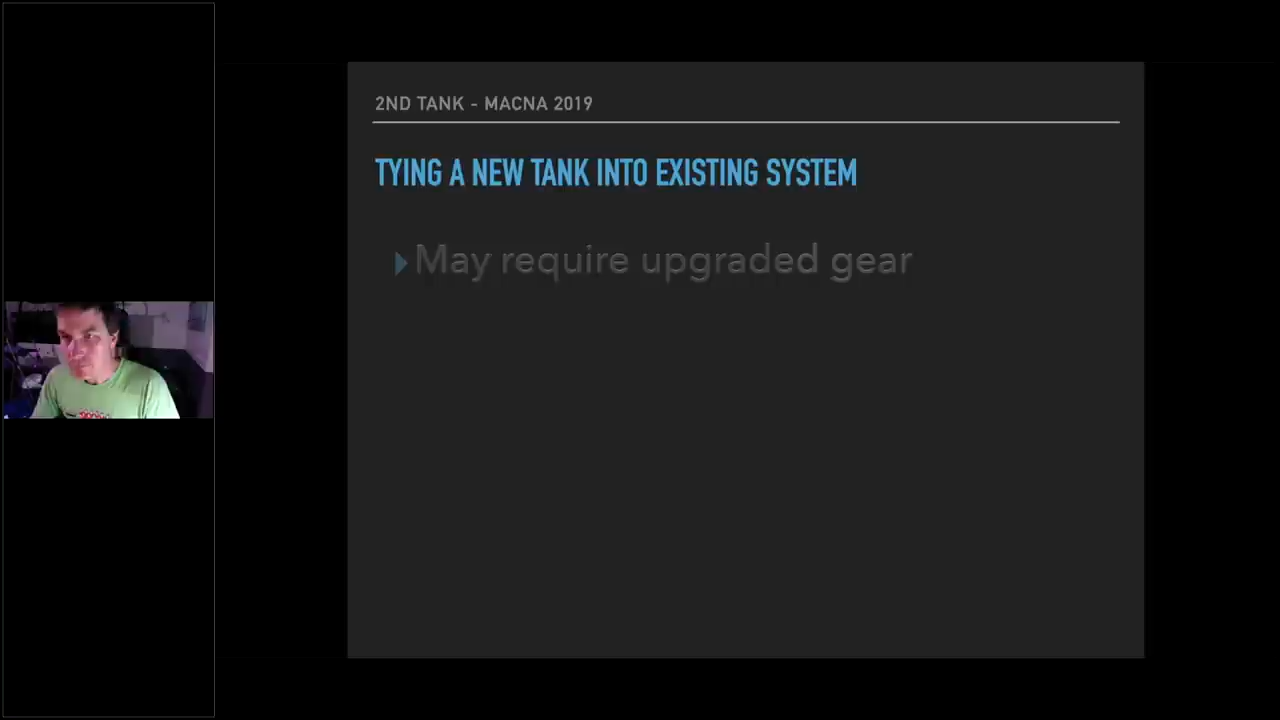 2ND TANK - MACNA 2019
TYING A NEW TANK INTO EXISTING SYSTEM
May require upgraded gear